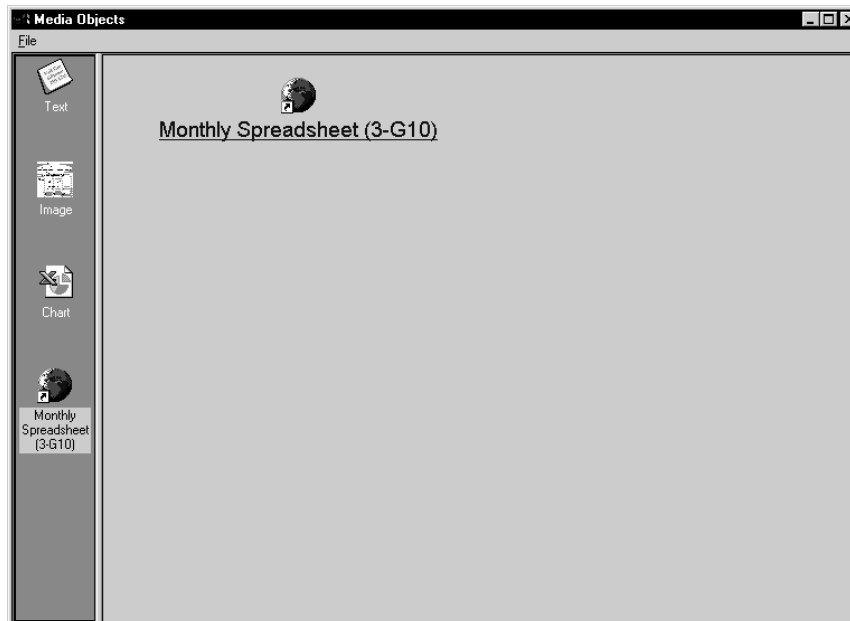 Media Objects
File
Text
Monthly Spreadsheet (3-G10)
Image
Chart
Monthly
Spreadsheet
(3-G10)